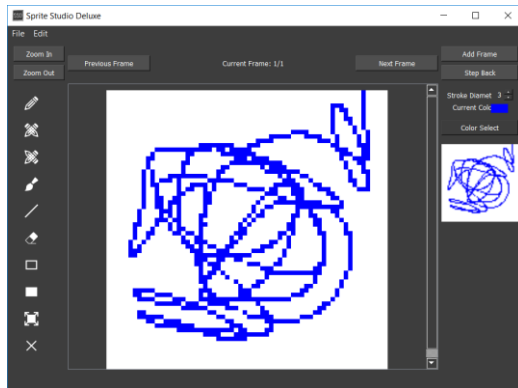 Sprite Studio Deluxe
File Edit
Zoom In
Zoom Out
Previous Frame
Current Frame: 1/1
Next Frame
Add Frame
Step Back
Stroke Diamet 3
Current Colo
Color Select